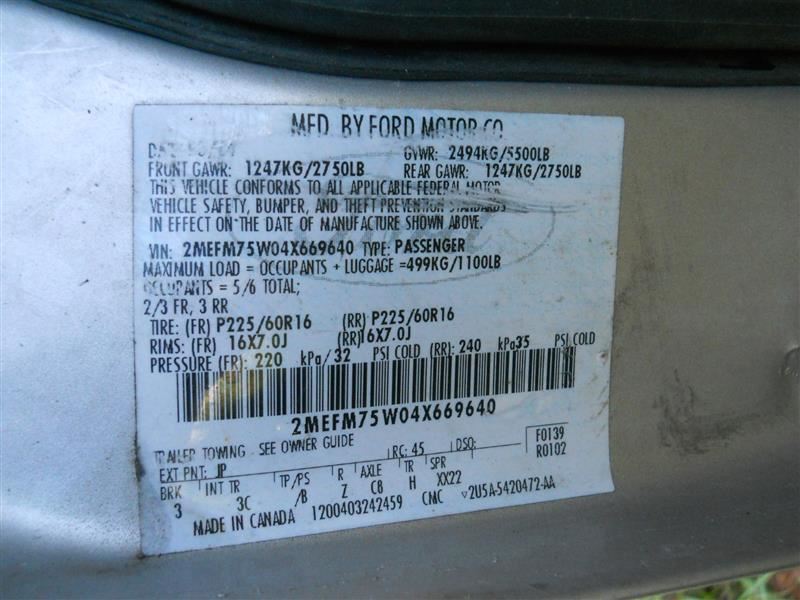 MFD. BY FORD MOTOR CO.
GVWR: 2494KG/5500LB
FRONT GAWR: 1247KG/2750LB REAR GAWR: 1247KG/2750LB
THIS VEHICLE CONFORMS TO ALL APPLICABLE FEDERAL MOTOR
VEHICLE SAFETY, BUMPER, AND THEFT PREVENTION STANDARDS
IN EFFECT ON THE DATE OF MANUFACTURE SHOWN ABOVE.
VIN: 2MEFM75W04X669640 TYPE: PASSENGER
MAXIMUM LOAD = OCCUPANTS + LUGGAGE =499KG/1100LB
OCCUPANTS = 5/6 TOTAL;
2/3 FR, 3 RR
TIRE: (FR) P225/60R16 (RR) P225/60R16
RIMS: (FR) 16X7.0J (RR)16X7.0J
PRESSURE (FR): 220 kPa/32 PSI COLD (RR): 240 kPa35 PSI COLD
2MEFM75W04X669640
TRAILER TOWING - SEE OWNER GUIDE
F0139
EXT PNT: JP RC: 45 DSO: R0102
BRK INT TR TP/PS R AXLE TR SPR
3 3C /B Z C8 H XX22
MADE IN CANADA 1200403242459 CMC ▽2U5A-5420472-AA